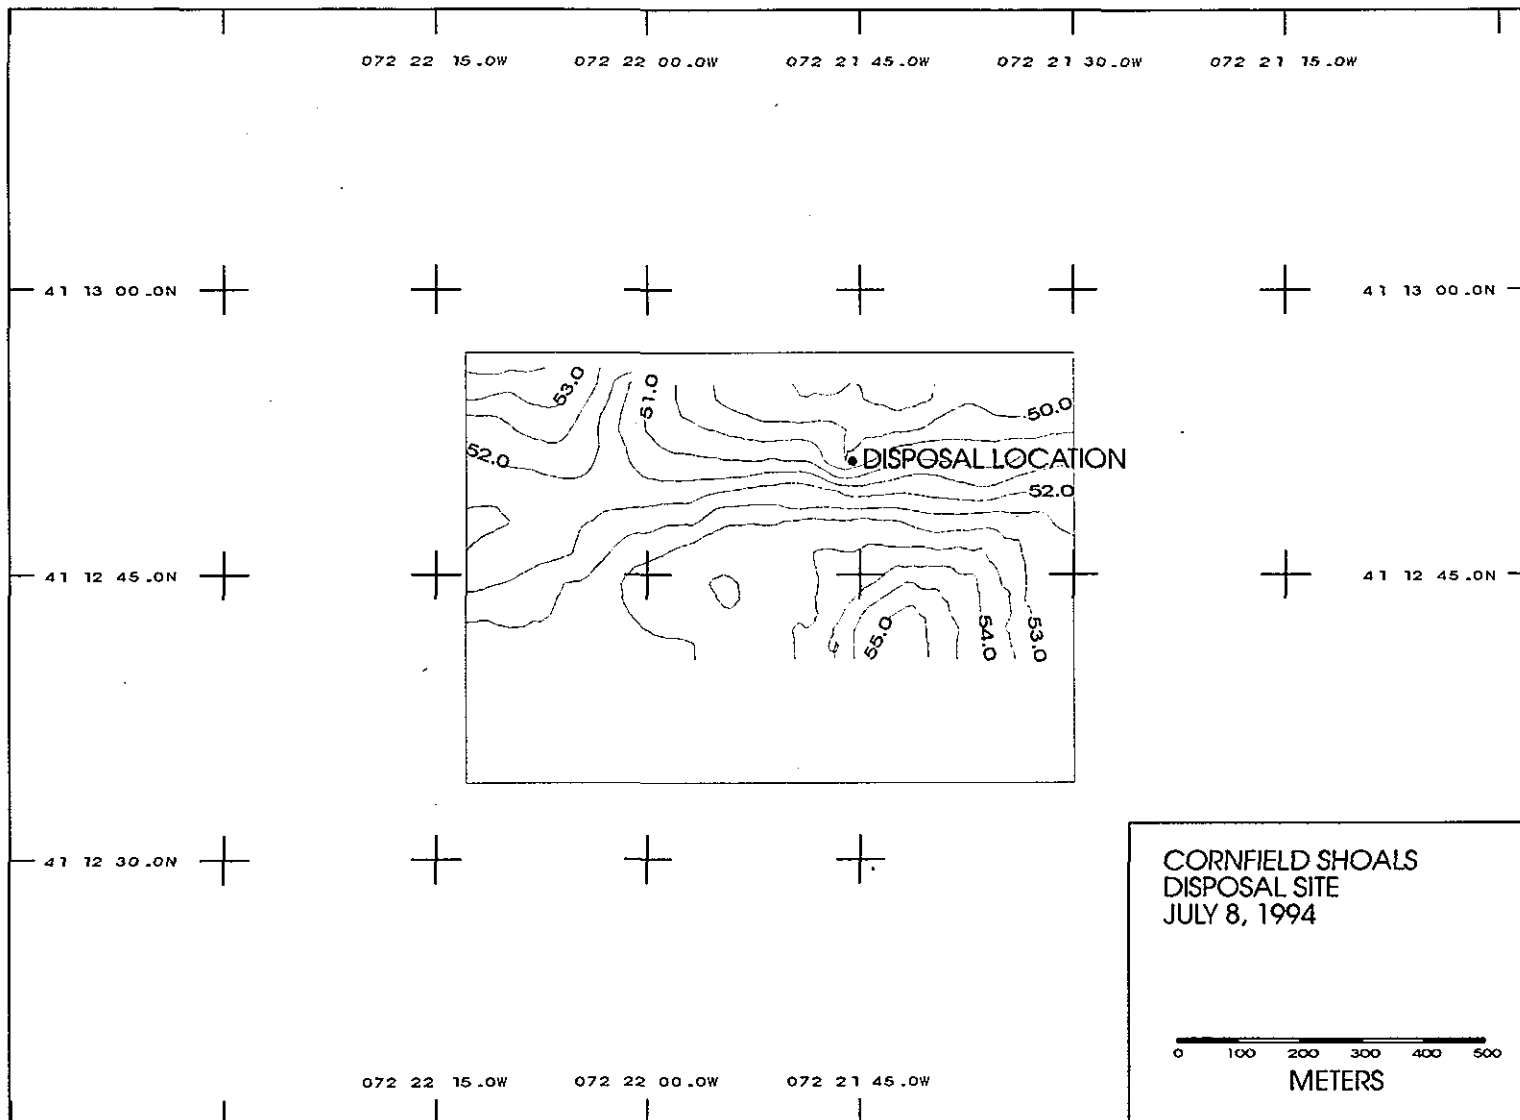 072 22 15.0W 072 22 00.0W 072 21 45.0W 072 21 30.0W 072 21 15.0W
41 13 00.0N 41 13 00.0N
53.0
51.0
50.0
52.0
DISPOSAL LOCATION
52.0
41 12 45.0N 41 12 45.0N
55.0
54.0
53.0
41 12 30.0N
CORNFIELD SHOALS
DISPOSAL SITE
JULY 8, 1994
0 100 200 300 400 500
METERS
072 22 15.0W 072 22 00.0W 072 21 45.0W